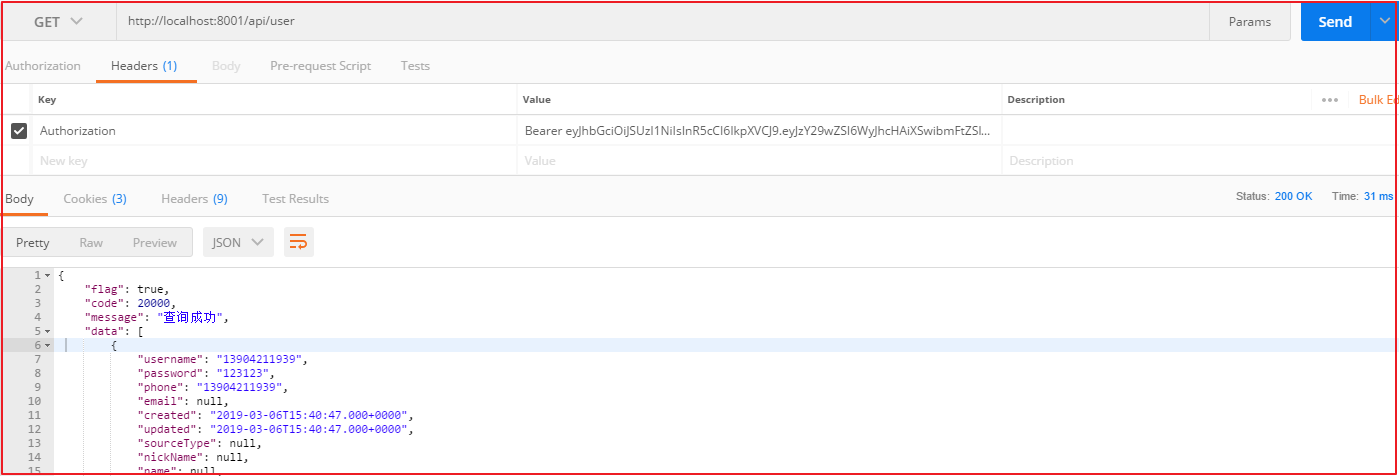 GET http://localhost:8001/api/user Params Send
Authorization Headers (1) Body Pre-request Script Tests
Key Value Description ••• Bulk Ed
Authorization Bearer eyJhbGciOiJSUzI1NiIsInR5cCI6IkpXVCJ9.eyJzY29wZSI6WyJhcHAiXSwibmFtZSI...
New key Value Description
Body Cookies (3) Headers (9) Test Results Status: 200 OK Time: 31 ms
Pretty Raw Preview JSON
1 {
2 "flag": true,
3 "code": 20000,
4 "message": "查询成功",
5 "data": [
6 {
7 "username": "13904211939",
8 "password": "123123",
9 "phone": "13904211939",
10 "email": null,
11 "created": "2019-03-06T15:40:47.000+0000",
12 "updated": "2019-03-06T15:40:47.000+0000",
13 "sourceType": null,
14 "nickName": null,
15 "name": null,